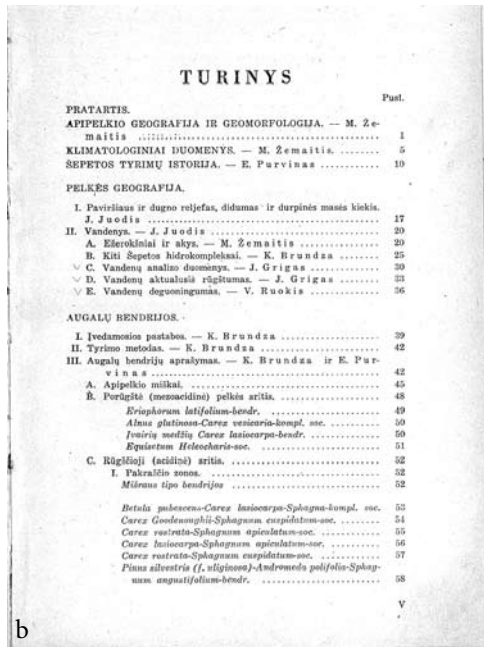 TURINYS
Pusl.
PRATARTIS.
APIPELKIO GEOGRAFIJA IR GEOMORFOLOGIJA. — M. Že-
maitis ........ 1
KLIMATOLOGINIAI DUOMENYS. — M. Žemaitis. ........ 5
ŠEPETOS TYRIMŲ ISTORIJA. — E. Purvinas ........ 10
PELKĖS GEOGRAFIJA.
I. Paviršiaus ir dugno reljefas, didumas ir durpinės masės kiekis.
J. Juodis ........ 17
II. Vandenys. — J. Juodis ........ 20
A. Ešerokiniai ir akys. — M. Žemaitis ........ 20
B. Kiti Šepetos hidrokompleksai. — K. Brundza ........ 25
V C. Vandenų analizo duomenys. — J. Grigas ........ 30
V D. Vandenų aktualusis rūgštumas. — J. Grigas ........ 33
V E. Vandenų deguoningumas. — V. Ruokis ........ 36
AUGALŲ BENDRIJOS.
I. Įvedamosios pastabos. — K. Brundza ........ 39
II. Tyrimo metodas. — K. Brundza ........ 42
III. Augalų bendrijų aprašymas. — K. Brundza ir E. Pur-
vinas ........ 42
A. Apipelkio miškai. ........ 45
B. Porūgštė (mezoacidinė) pelkės sritis. ........ 48
Eriophorum latifolium-bendr. ........ 49
Alnus glutinosa-Carex vesicaria-kompl. soc. ........ 50
Įvairių medžių Carex lasiocarpa-bendr. ........ 50
Equisetum Heleocharis-soc. ........ 51
C. Rūgščioji (acidinė) sritis. ........ 52
I. Pakraščio zonos. ........ 52
Mišraus tipo bendrijos ........ 52
Betula pubescens-Carex lasiocarpa-Sphagna-kompl. soc. 53
Carex Goodenoughii-Sphagnum cuspidatum-soc. ........ 54
Carex rostrata-Sphagnum apiculatum-soc. ........ 55
Carex lasiocarpa-Sphagnum apiculatum-soc. ........ 56
Carex rostrata-Sphagnum cuspidatum-soc. ........ 57
Pinus silvestris (f. uliginosa)-Andromeda polifolia-Sphag-
num angustifolium-bendr. ........ 58
V
b